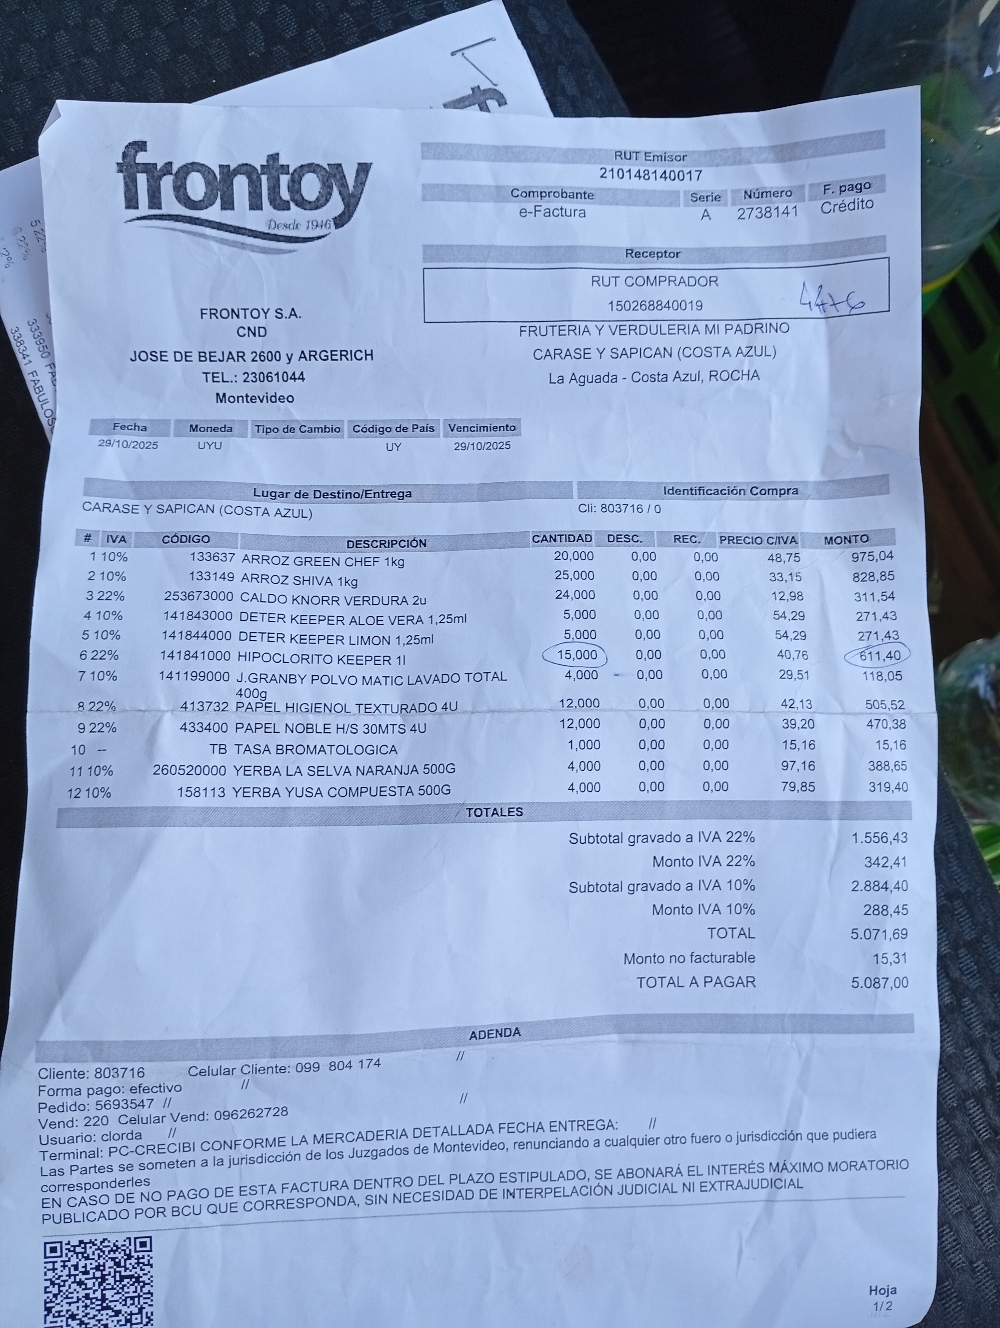 frontoy
Desde 1946
RUT Emisor
210148140017
Comprobante Serie Número F. pago
e-Factura A 2738141 Crédito
Receptor
RUT COMPRADOR
150268840019
4476
FRUTERIA Y VERDULERIA MI PADRINO
CARASE Y SAPICAN (COSTA AZUL)
La Aguada - Costa Azul, ROCHA
FRONTOY S.A.
CND
JOSE DE BEJAR 2600 y ARGERICH
TEL.: 23061044
Montevideo
Fecha Moneda Tipo de Cambio Código de País Vencimiento
29/10/2025 UYU UY 29/10/2025
Lugar de Destino/Entrega Identificación Compra
CARASE Y SAPICAN (COSTA AZUL) Cli: 803716 / 0
# IVA CÓDIGO DESCRIPCIÓN CANTIDAD DESC. REC. PRECIO C/IVA MONTO
1 10% 133637 ARROZ GREEN CHEF 1kg 20,000 0,00 0,00 48,75 975,04
2 10% 133149 ARROZ SHIVA 1kg 25,000 0,00 0,00 33,15 828,85
3 22% 253673000 CALDO KNORR VERDURA 2u 24,000 0,00 0,00 12,98 311,54
4 10% 141843000 DETER KEEPER ALOE VERA 1,25ml 5,000 0,00 0,00 54,29 271,43
5 10% 141844000 DETER KEEPER LIMON 1,25ml 5,000 0,00 0,00 54,29 271,43
6 22% 141841000 HIPOCLORITO KEEPER 1l 15,000 0,00 0,00 40,76 611,40
7 10% 141199000 J.GRANBY POLVO MATIC LAVADO TOTAL 4,000 0,00 0,00 29,51 118,05
400g
8 22% 413732 PAPEL HIGIENOL TEXTURADO 4U 12,000 0,00 0,00 42,13 505,52
9 22% 433400 PAPEL NOBLE H/S 30MTS 4U 12,000 0,00 0,00 39,20 470,38
10 -- TB TASA BROMATOLOGICA 1,000 0,00 0,00 15,16 15,16
11 10% 260520000 YERBA LA SELVA NARANJA 500G 4,000 0,00 0,00 97,16 388,65
12 10% 158113 YERBA YUSA COMPUESTA 500G 4,000 0,00 0,00 79,85 319,40
TOTALES
Subtotal gravado a IVA 22% 1.556,43
Monto IVA 22% 342,41
Subtotal gravado a IVA 10% 2.884,40
Monto IVA 10% 288,45
TOTAL 5.071,69
Monto no facturable 15,31
TOTAL A PAGAR 5.087,00
ADENDA
Cliente: 803716 Celular Cliente: 099 804 174 //
Forma pago: efectivo //
Pedido: 5693547 //
Vend: 220 Celular Vend: 096262728 //
Usuario: clorda //
Terminal: PC-CRECIBI CONFORME LA MERCADERIA DETALLADA FECHA ENTREGA: //
Las Partes se someten a la jurisdicción de los Juzgados de Montevideo, renunciando a cualquier otro fuero o jurisdicción que pudiera
corresponderles
EN CASO DE NO PAGO DE ESTA FACTURA DENTRO DEL PLAZO ESTIPULADO, SE ABONARÁ EL INTERÉS MÁXIMO MORATORIO
PUBLICADO POR BCU QUE CORRESPONDA, SIN NECESIDAD DE INTERPELACIÓN JUDICIAL NI EXTRAJUDICIAL
Hoja
1/2